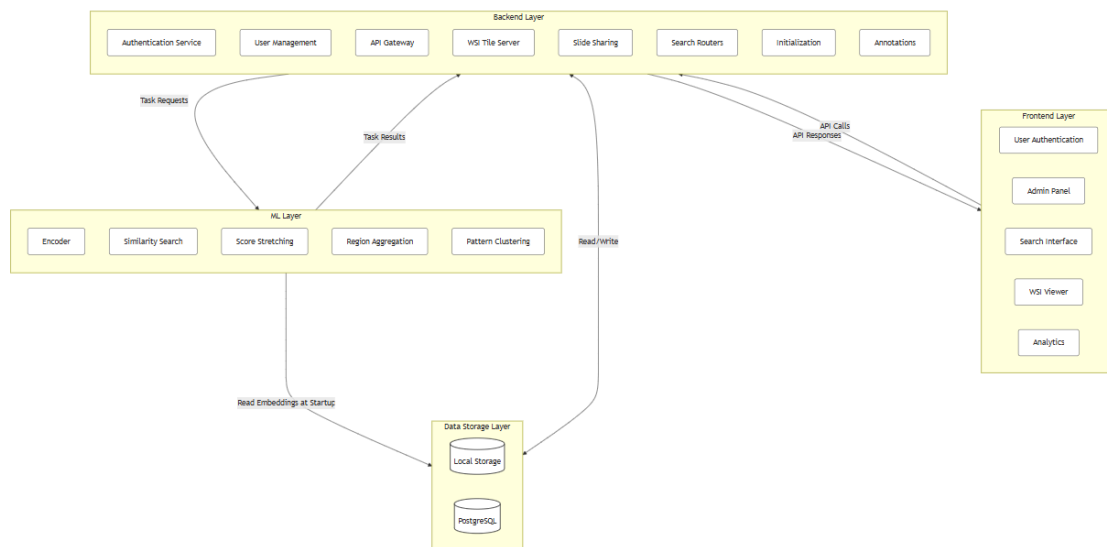 Backend Layer
Authentication Service
User Management
API Gateway
WSI Tile Server
Slide Sharing
Search Routers
Initialization
Annotations
Task Requests
Task Results
API Calls
API Responses
Frontend Layer
User Authentication
Admin Panel
Search Interface
WSI Viewer
Analytics
ML Layer
Encoder
Similarity Search
Score Stretching
Region Aggregation
Pattern Clustering
Read/Write
Read Embeddings at Startup
Data Storage Layer
Local Storage
PostgreSQL